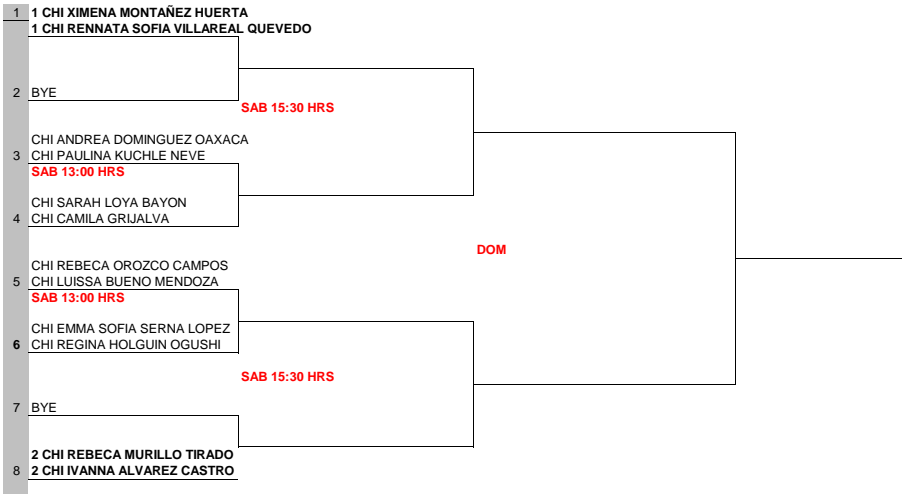 1 1 CHI XIMENA MONTAÑEZ HUERTA
1 CHI RENNATA SOFIA VILLAREAL QUEVEDO
2 BYE
SAB 15:30 HRS
CHI ANDREA DOMINGUEZ OAXACA
3 CHI PAULINA KUCHLE NEVE
SAB 13:00 HRS
CHI SARAH LOYA BAYON
4 CHI CAMILA GRIJALVA
DOM
CHI REBECA OROZCO CAMPOS
5 CHI LUISSA BUENO MENDOZA
SAB 13:00 HRS
CHI EMMA SOFIA SERNA LOPEZ
6 CHI REGINA HOLGUIN OGUSHI
SAB 15:30 HRS
7 BYE
2 CHI REBECA MURILLO TIRADO
8 2 CHI IVANNA ALVAREZ CASTRO